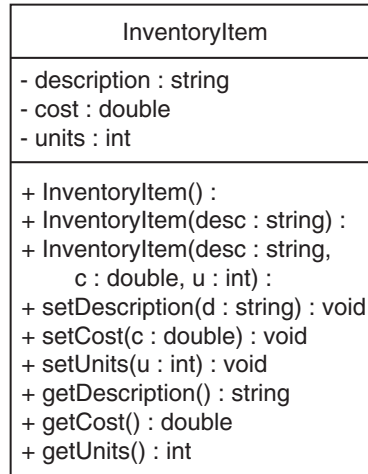 InventoryItem
- description : string
- cost : double
- units : int
+ InventoryItem() :
+ InventoryItem(desc : string) :
+ InventoryItem(desc : string,
c : double, u : int) :
+ setDescription(d : string) : void
+ setCost(c : double) : void
+ setUnits(u : int) : void
+ getDescription() : string
+ getCost() : double
+ getUnits() : int